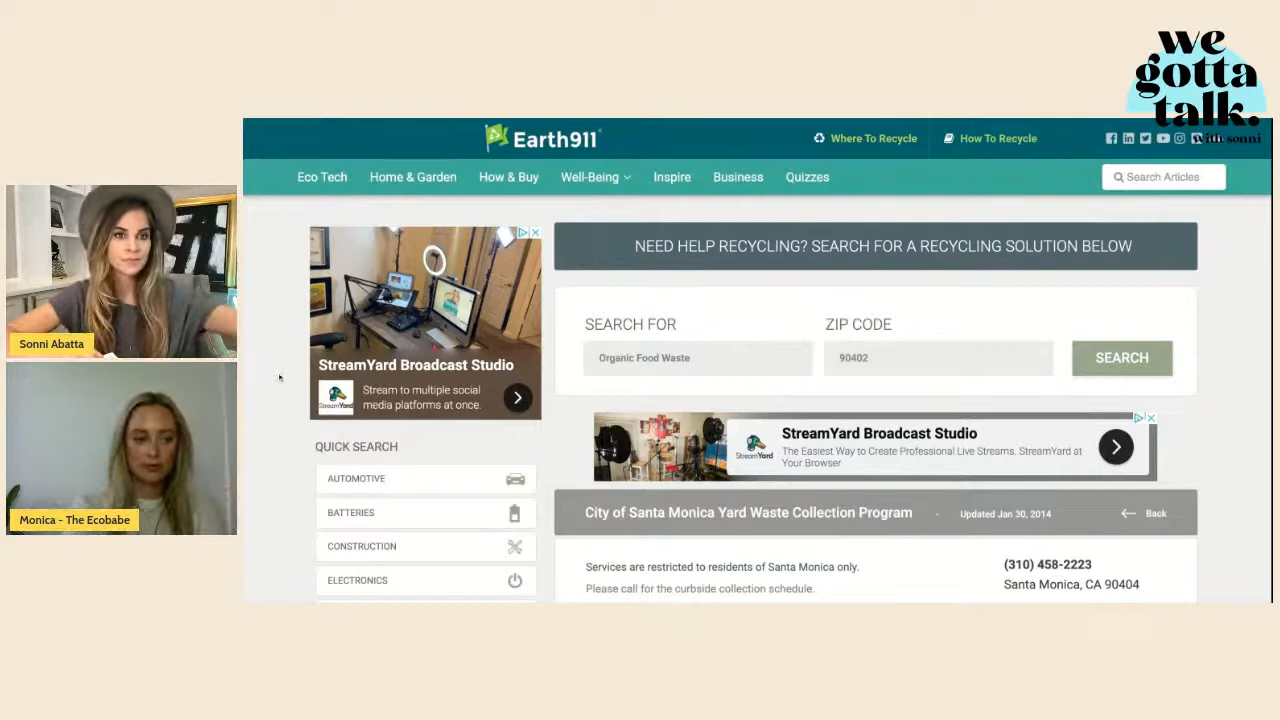 we
gotta
talk.
with sonni
Earth911
Where To Recycle
How To Recycle
Eco Tech
Home & Garden
How & Buy
Well-Being
Inspire
Business
Quizzes
Search Articles
NEED HELP RECYCLING? SEARCH FOR A RECYCLING SOLUTION BELOW
SEARCH FOR
ZIP CODE
Organic Food Waste
90402
SEARCH
StreamYard Broadcast Studio
StreamYard
Stream to multiple social
media platforms at once.
Sonni Abatta
Monica - The Ecobabe
StreamYard Broadcast Studio
StreamYard
The Easiest Way to Create Professional Live Streams. StreamYard at
Your Browser
QUICK SEARCH
AUTOMOTIVE
BATTERIES
CONSTRUCTION
ELECTRONICS
City of Santa Monica Yard Waste Collection Program
- Updated Jan 30, 2014
Back
Services are restricted to residents of Santa Monica only.
Please call for the curbside collection schedule.
(310) 458-2223
Santa Monica, CA 90404